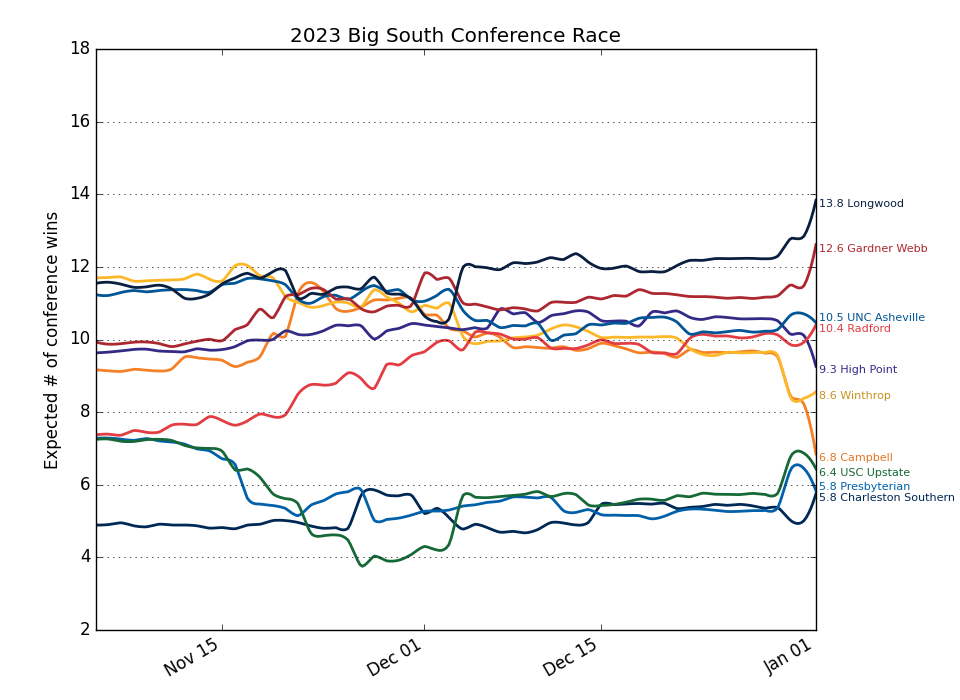 2023 Big South Conference Race
Expected # of conference wins
18
16
14
12
10
8
6
4
2
Nov 15
Dec 01
Dec 15
Jan 01
13.8 Longwood
12.6 Gardner Webb
10.5 UNC Asheville
10.4 Radford
9.3 High Point
8.6 Winthrop
6.8 Campbell
6.4 USC Upstate
5.8 Presbyterian
5.8 Charleston Southern